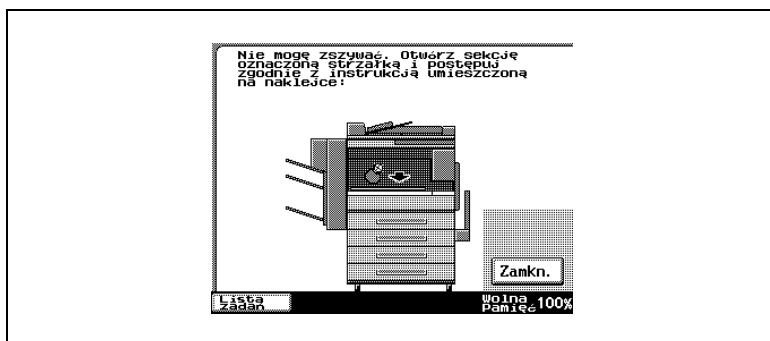 Nie mogę zszywać. Otwórz sekcję
oznaczoną strzałką i postępuj
zgodnie z instrukcją umieszczoną
na naklejce:
Zamkn.
Lista
zadań
Wolna
Pamięć 100%